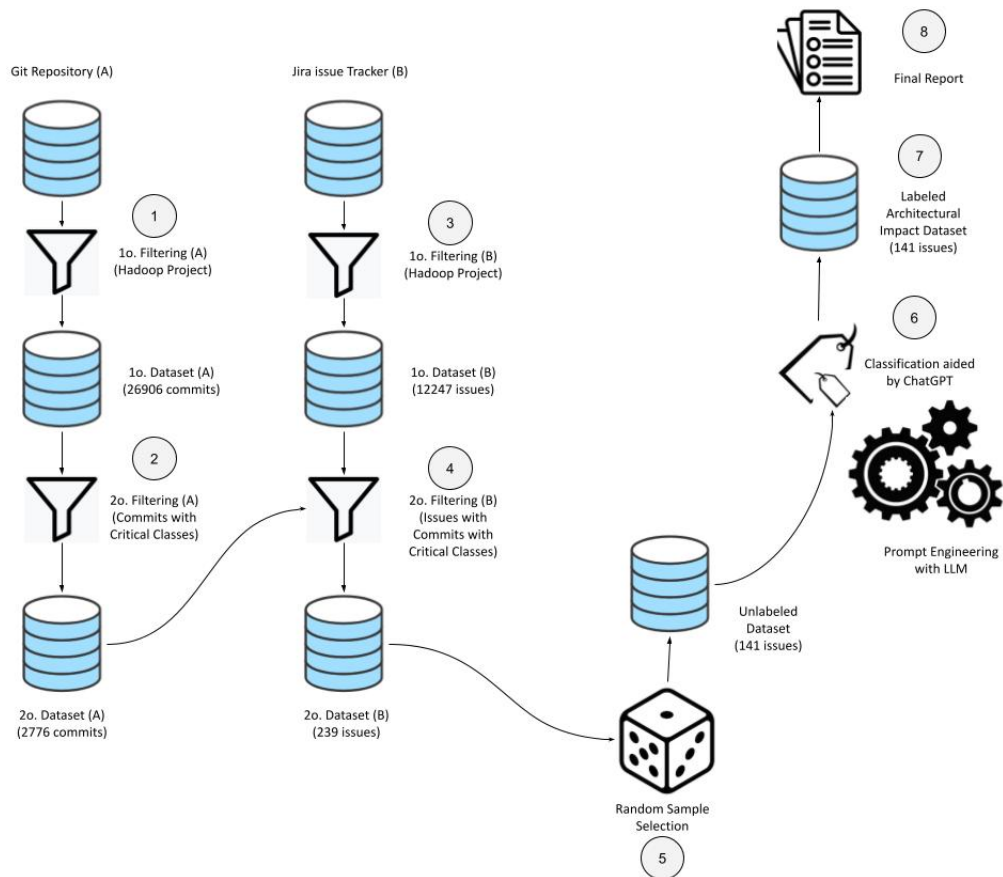 Git Repository (A)
1
1o. Filtering (A)
(Hadoop Project)
1o. Dataset (A)
(26906 commits)
2
2o. Filtering (A)
(Commits with
Critical Classes)
2o. Dataset (A)
(2776 commits)
Jira issue Tracker (B)
3
1o. Filtering (B)
(Hadoop Project)
1o. Dataset (B)
(12247 issues)
4
2o. Filtering (B)
(Issues with
Commits with
Critical Classes)
2o. Dataset (B)
(239 issues)
Random Sample
Selection
5
Unlabeled
Dataset
(141 issues)
6
Classification aided
by ChatGPT
Prompt Engineering
with LLM
7
Labeled
Architectural
Impact Dataset
(141 issues)
8
Final Report